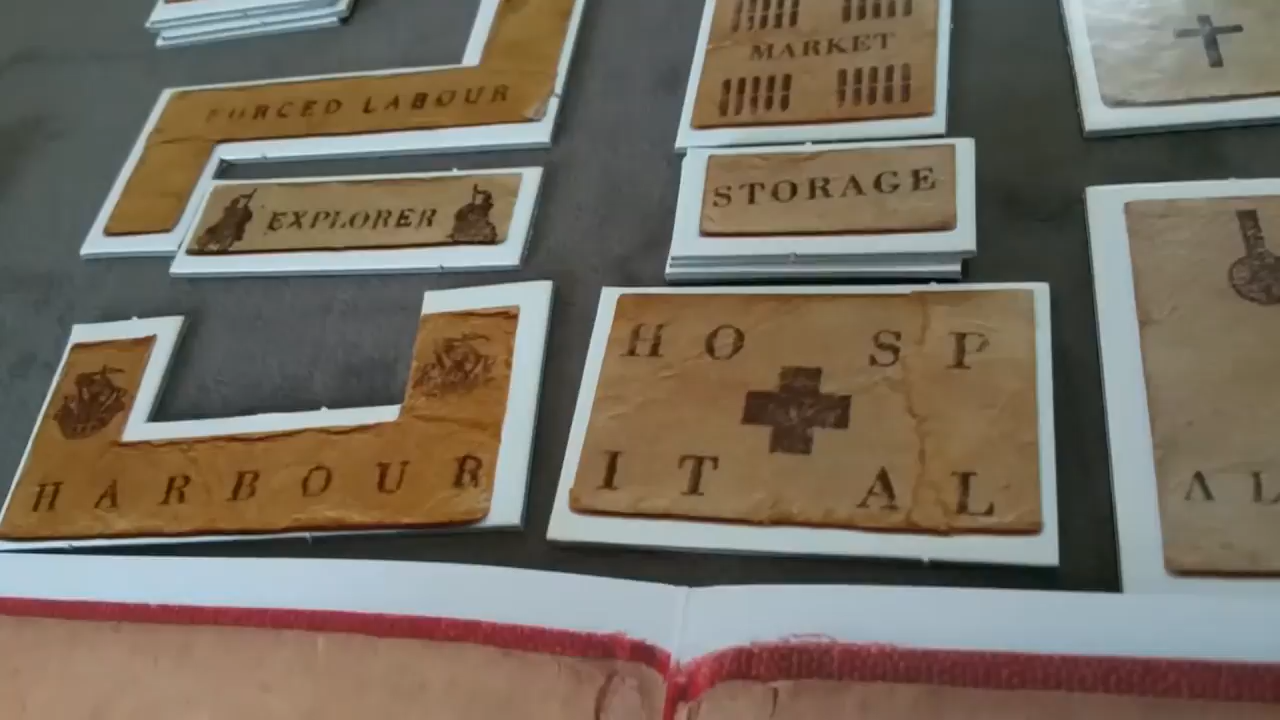 MARKET
FORCED LABOUR
STORAGE
EXPLORER
HO SP
IT AL
HARBOUR